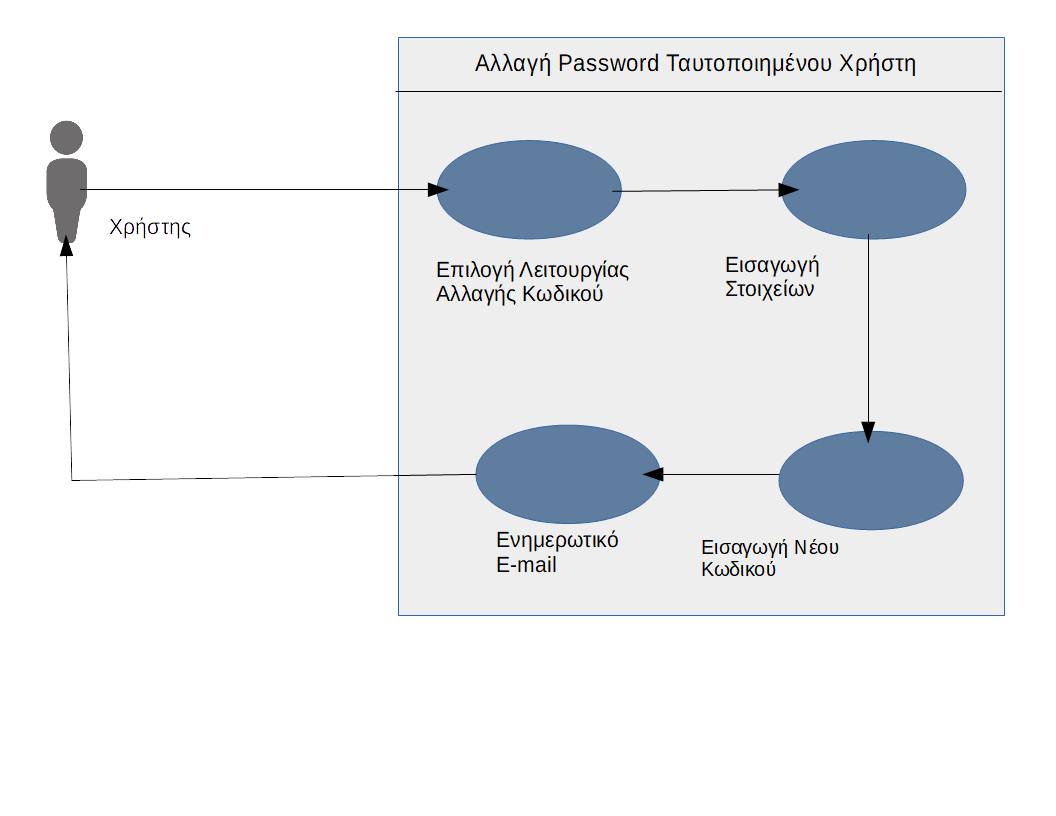 Αλλαγή Password Ταυτοποιημένου Χρήστη
Χρήστης
Επιλογή Λειτουργίας
Αλλαγής Κωδικού
Εισαγωγή
Στοιχείων
Ενημερωτικό
E-mail
Εισαγωγή Νέου
Κωδικού